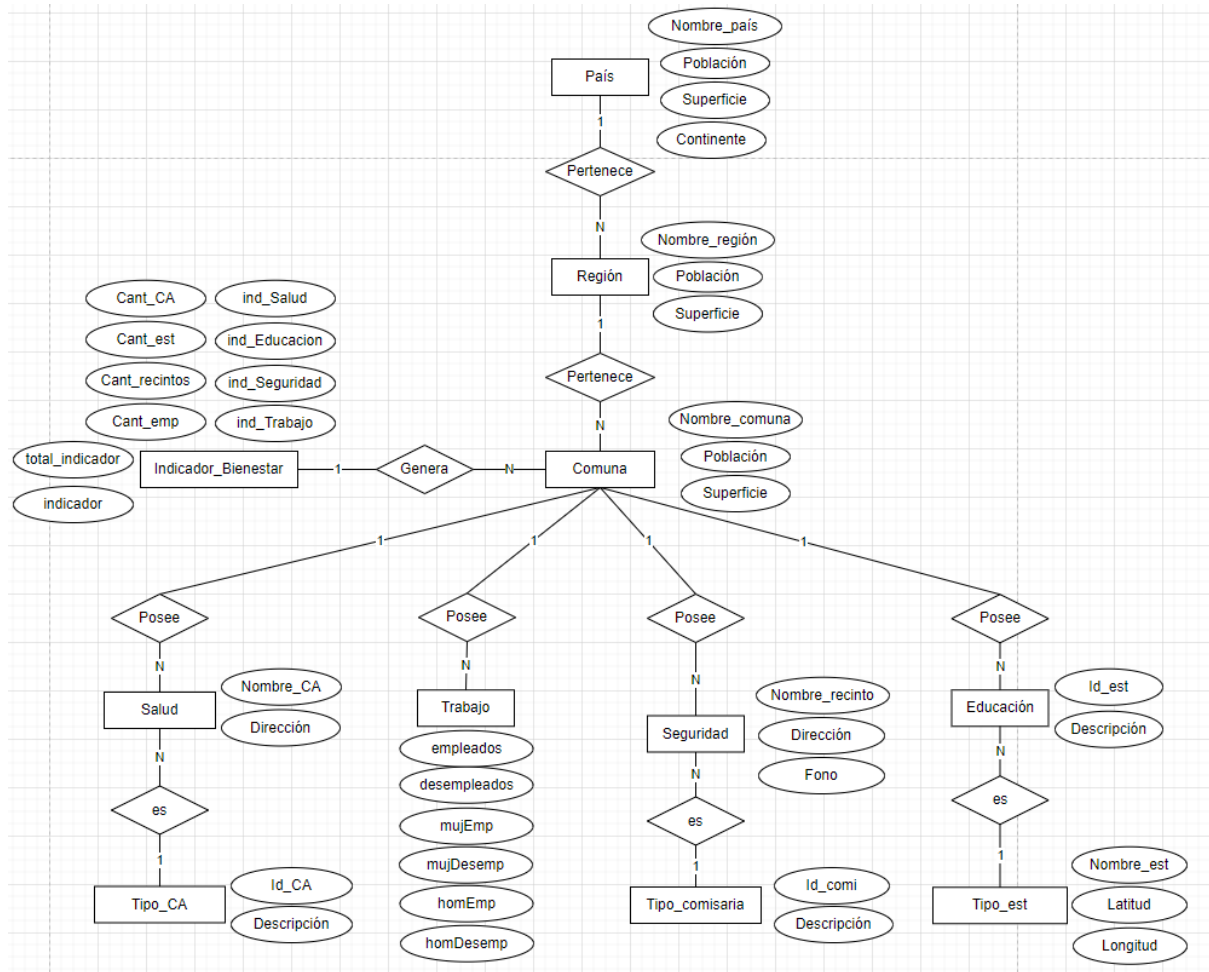 Nombre_país
País
Población
Superficie
1
Continente
Pertenece
N
Nombre_región
Región
Población
Superficie
1
Pertenece
N
Cant_CA
ind_Salud
Cant_est
ind_Educacion
Cant_recintos
ind_Seguridad
Cant_emp
ind_Trabajo
total_indicador
indicador
Indicador_Bienestar
1
Genera
N
Comuna
Nombre_comuna
Población
Superficie
1
1
1
1
Posee
Posee
Posee
Posee
N
N
N
N
Salud
Nombre_CA
Dirección
Trabajo
empleados
desempleados
mujEmp
mujDesemp
homEmp
homDesemp
Seguridad
Nombre_recinto
Dirección
Fono
Educación
Id_est
Descripción
N
N
N
es
es
es
1
1
1
Tipo_CA
Id_CA
Descripción
Tipo_comisaria
Id_comi
Descripción
Tipo_est
Nombre_est
Latitud
Longitud